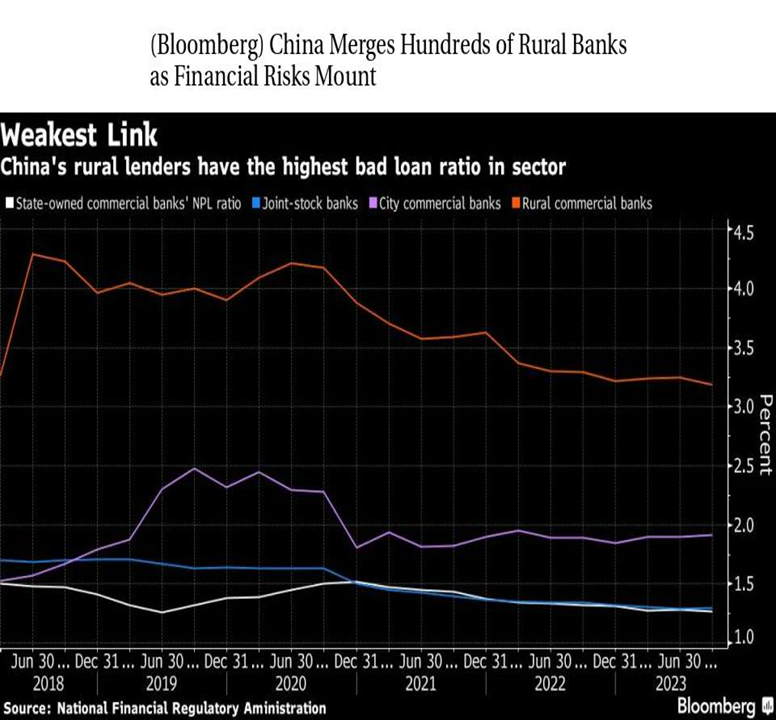 (Bloomberg) China Merges Hundreds of Rural Banks
as Financial Risks Mount
Weakest Link
China's rural lenders have the highest bad loan ratio in sector
State-owned commercial banks' NPL ratio Joint-stock banks City commercial banks Rural commercial banks
4.5
4.0
3.5
3.0
2.5
2.0
1.5
1.0
Percent
Jun 30... Dec 31... Jun 30... Dec 31... Jun 30... Dec 31... Jun 30... Dec 31... Jun 30... Dec 31... Jun 30...
2018 2019 2020 2021 2022 2023
Source: National Financial Regulatory Aministration
Bloomberg